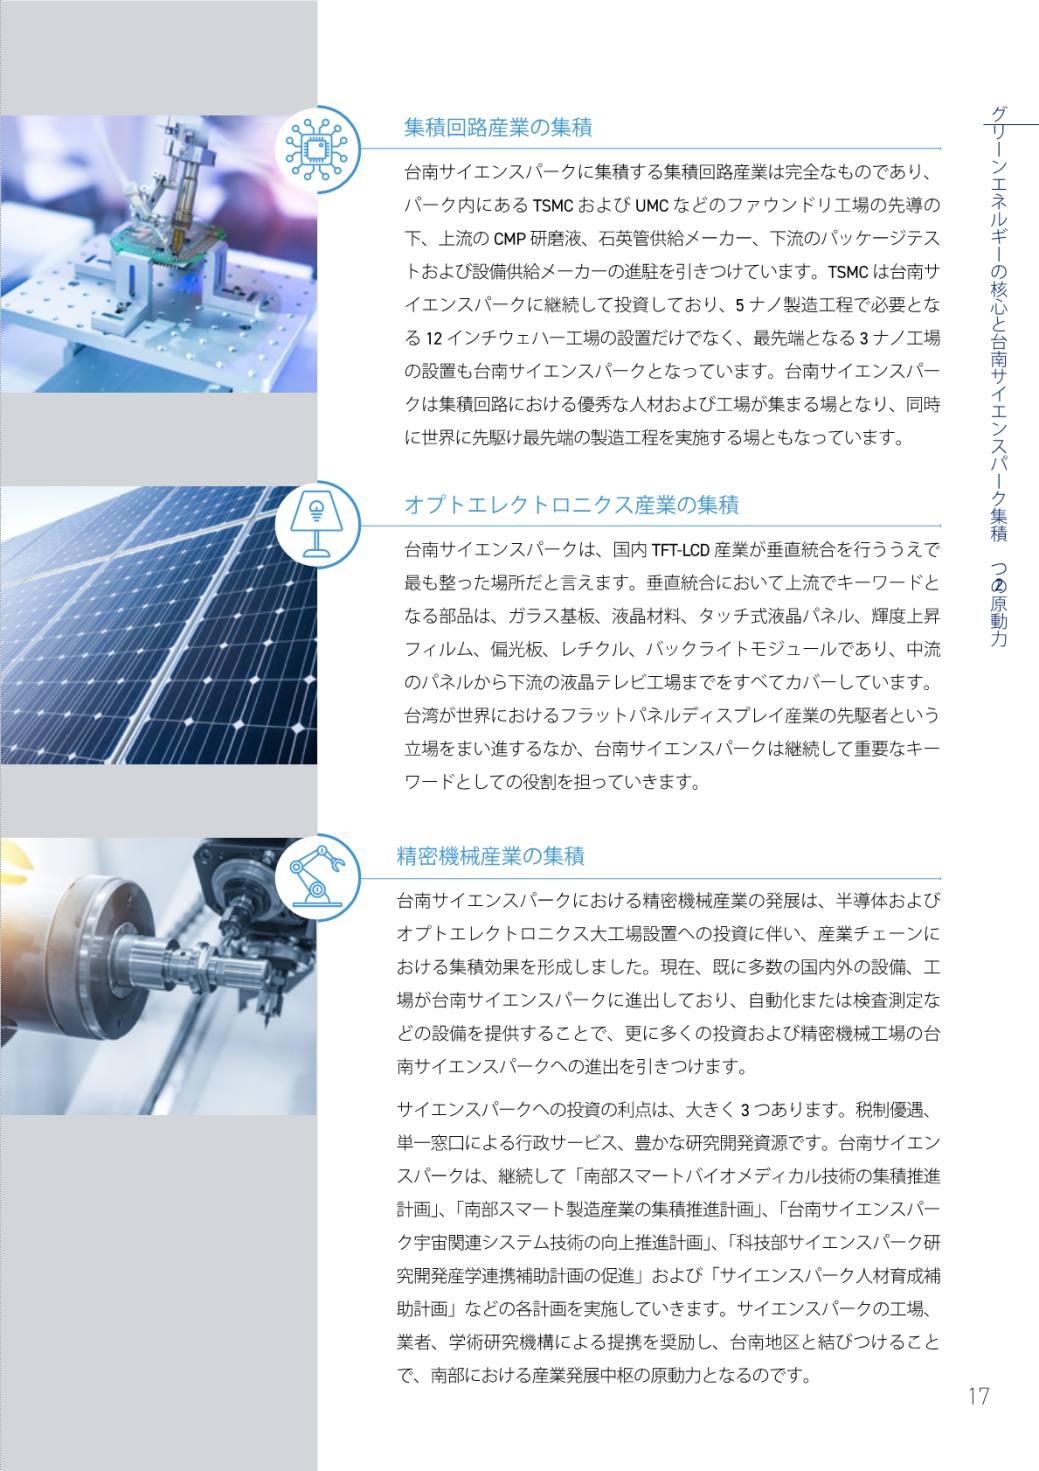 集積回路産業の集積
台南サイエンスパークに集積する集積回路産業は完全なものであり、
パーク内にある TSMC および UMC などのファウンドリ工場の先導の
下、上流の CMP 研磨液、石英管供給メーカー、下流のパッケージテス
トおよび設備供給メーカーの進駐を引きつけています。TSMC は台南サ
イエンスパークに継続して投資しており、5 ナノ製造工程で必要とな
る 12 インチウェハー工場の設置だけでなく、最先端となる 3 ナノ工場
の設置も台南サイエンスパークとなっています。台南サイエンスパー
クは集積回路における優秀な人材および工場が集まる場となり、同時
に世界に先駆け最先端の製造工程を実施する場ともなっています。
オプトエレクトロニクス産業の集積
台南サイエンスパークは、国内 TFT-LCD 産業が垂直統合を行ううえで
最も整った場所だと言えます。垂直統合において上流でキーワードと
なる部品は、ガラス基板、液晶材料、タッチ式液晶パネル、輝度上昇
フィルム、偏光板、レチクル、バックライトモジュールであり、中流
のパネルから下流の液晶テレビ工場までをすべてカバーしています。
台湾が世界におけるフラットパネルディスプレイ産業の先駆者という
立場をまい進するなか、台南サイエンスパークは継続して重要なキー
ワードとしての役割を担っていきます。
精密機械産業の集積
台南サイエンスパークにおける精密機械産業の発展は、半導体および
オプトエレクトロニクス大工場設置への投資に伴い、産業チェーンに
おける集積効果を形成しました。現在、既に多数の国内外の設備、工
場が台南サイエンスパークに進出しており、自動化または検査測定な
どの設備を提供することで、更に多くの投資および精密機械工場の台
南サイエンスパークへの進出を引きつけます。
サイエンスパークへの投資の利点は、大きく 3 つあります。税制優遇、
単一窓口による行政サービス、豊かな研究開発資源です。台南サイエン
スパークは、継続して「南部スマートバイオメディカル技術の集積推進
計画」、「南部スマート製造産業の集積推進計画」、「台南サイエンスパー
ク宇宙関連システム技術の向上推進計画」、「科技部サイエンスパーク研
究開発産学連携補助計画の促進」および「サイエンスパーク人材育成補
助計画」などの各計画を実施していきます。サイエンスパークの工場、
業者、学術研究機構による提携を奨励し、台南地区と結びつけること
で、南部における産業発展中枢の原動力となるのです。
グリーンエネルギーの核心と台南サイエンスパーク集積 2つの原動力
17